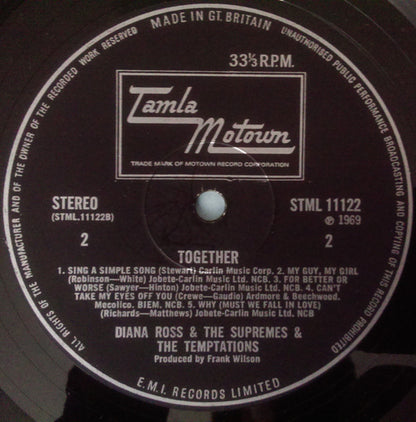 MADE IN GT. BRITAIN
UNAUTHORISED PUBLIC PERFORMANCE BROADCASTING AND COPYING OF THIS RECORD PROHIBITED
ALL RIGHTS OF THE MANUFACTURER AND OF THE OWNER OF THE RECORDED WORK RESERVED
33⅓ R.P.M.
Tamla
Motown
TRADE MARK OF MOTOWN RECORD CORPORATION
STEREO
(STML.11122B)
2
STML 11122
℗ 1969
2
TOGETHER
1. SING A SIMPLE SONG (Stewart) Carlin Music Corp. 2. MY GUY, MY GIRL
(Robinson—White) Jobete-Carlin Music Ltd. NCB 3. FOR BETTER OR
WORSE (Sawyer—Hinton) Jobete-Carlin Music Ltd. NCB 4. CAN'T
TAKE MY EYES OFF YOU (Crewe—Gaudio) Ardmore & Beechwood.
Mecolico. BIEM. NCB. 5. WHY (MUST WE FALL IN LOVE)
(Richards—Matthews) Jobete-Carlin Music Ltd. NCB
DIANA ROSS & THE SUPREMES &
THE TEMPTATIONS
Produced by Frank Wilson
E.M.I. RECORDS LIMITED